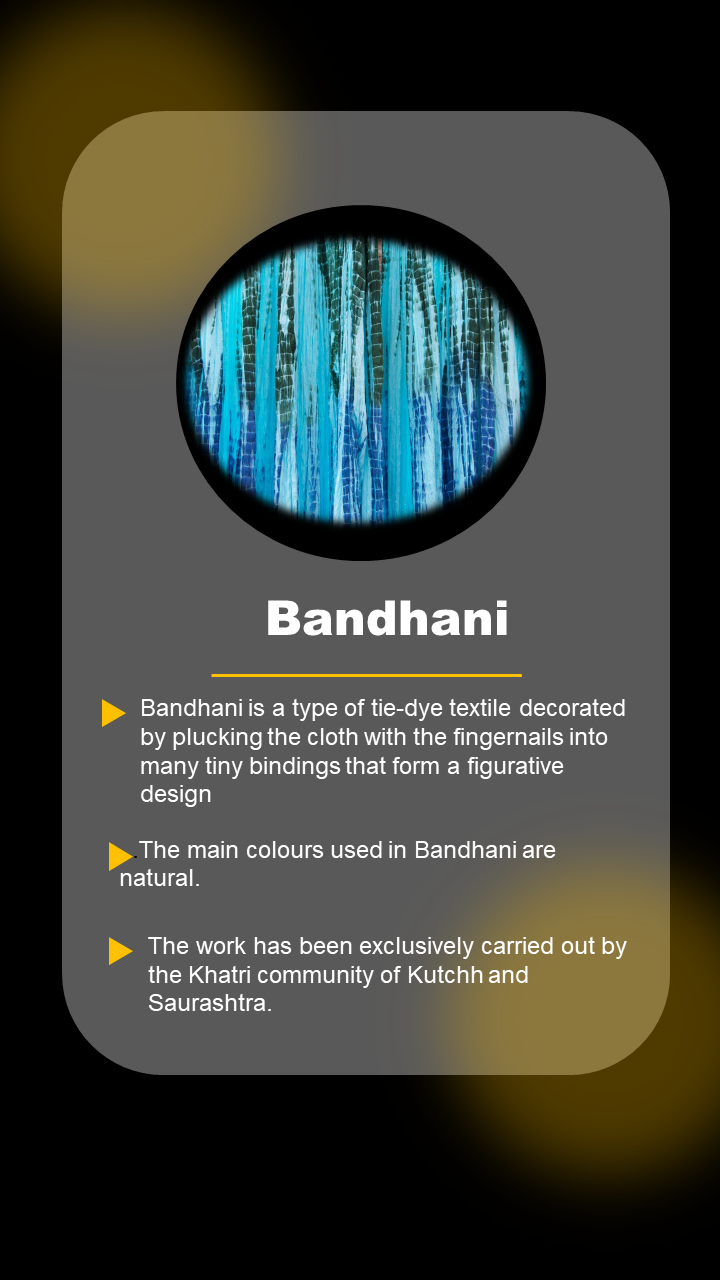 Bandhani
Bandhani is a type of tie-dye textile decorated
by plucking the cloth with the fingernails into
many tiny bindings that form a figurative
design
.The main colours used in Bandhani are
natural.
The work has been exclusively carried out by
the Khatri community of Kutchh and
Saurashtra.